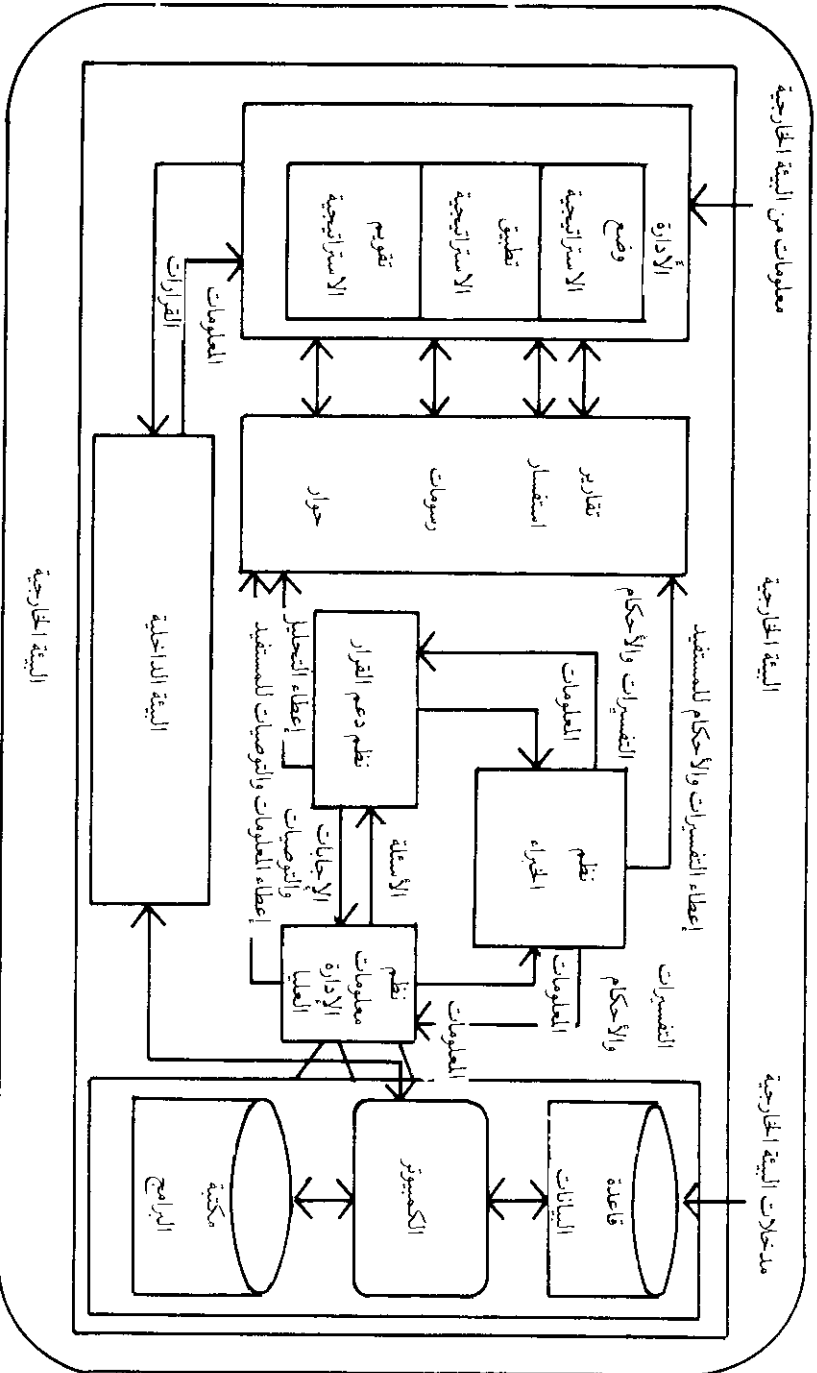 معلومات من البيئة الخارجية
البيئة الخارجية
مدخلات البيئة الخارجية
الأدارة
وضع
الاستراتيجية
تطبيق
الاستراتيجية
تقويم
الاستراتيجية
المعلومات
القرارات
تقارير
استفسار
رسومات
حوار
إعطاء التفسيرات والأحكام للمستفيد
التفسيرات والأحكام
المعلومات
نظم
الخبراء
التفسيرات
والأحكام
المعلومات
المعلومات
نظم دعم القرار
إعطاء التحليل
إعطاء المعلومات والتوصيات للمستفيد
الأسئلة
الإجابات
والتوصيات
نظم
معلومات
الإدارة
العليا
قاعدة
البيانات
الكمبيوتر
مكتبة
البرامج
البيئة الداخلية
البيئة الخارجية